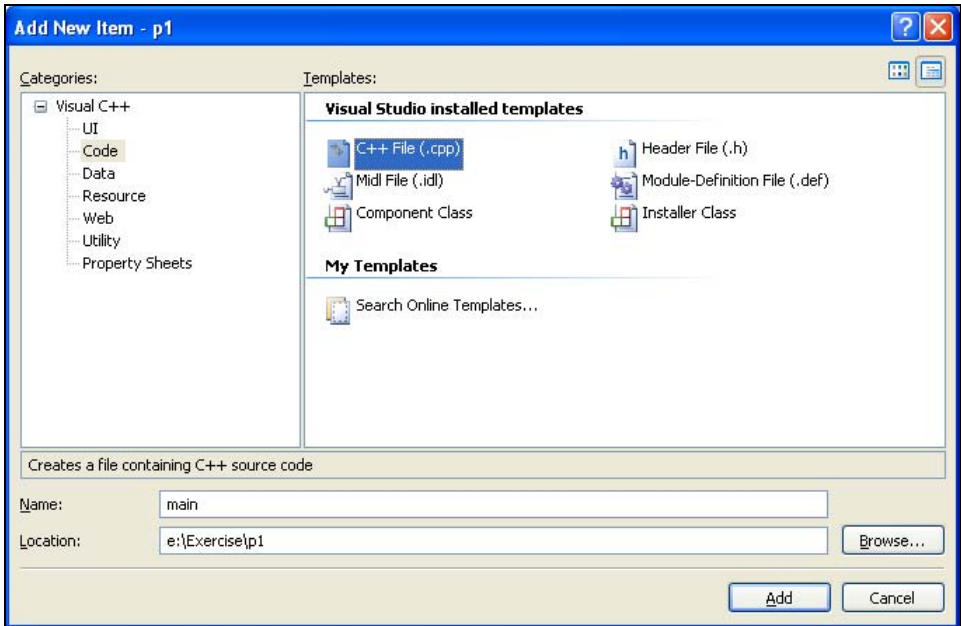 Add New Item - p1
Categories:
Templates:
Visual C++
UI
Code
Data
Resource
Web
Utility
Property Sheets
Visual Studio installed templates
C++ File (.cpp)
Header File (.h)
Midl File (.idl)
Module-Definition File (.def)
Component Class
Installer Class
My Templates
Search Online Templates...
Creates a file containing C++ source code
Name:
main
Location:
e:\Exercise\p1
Browse...
Add
Cancel